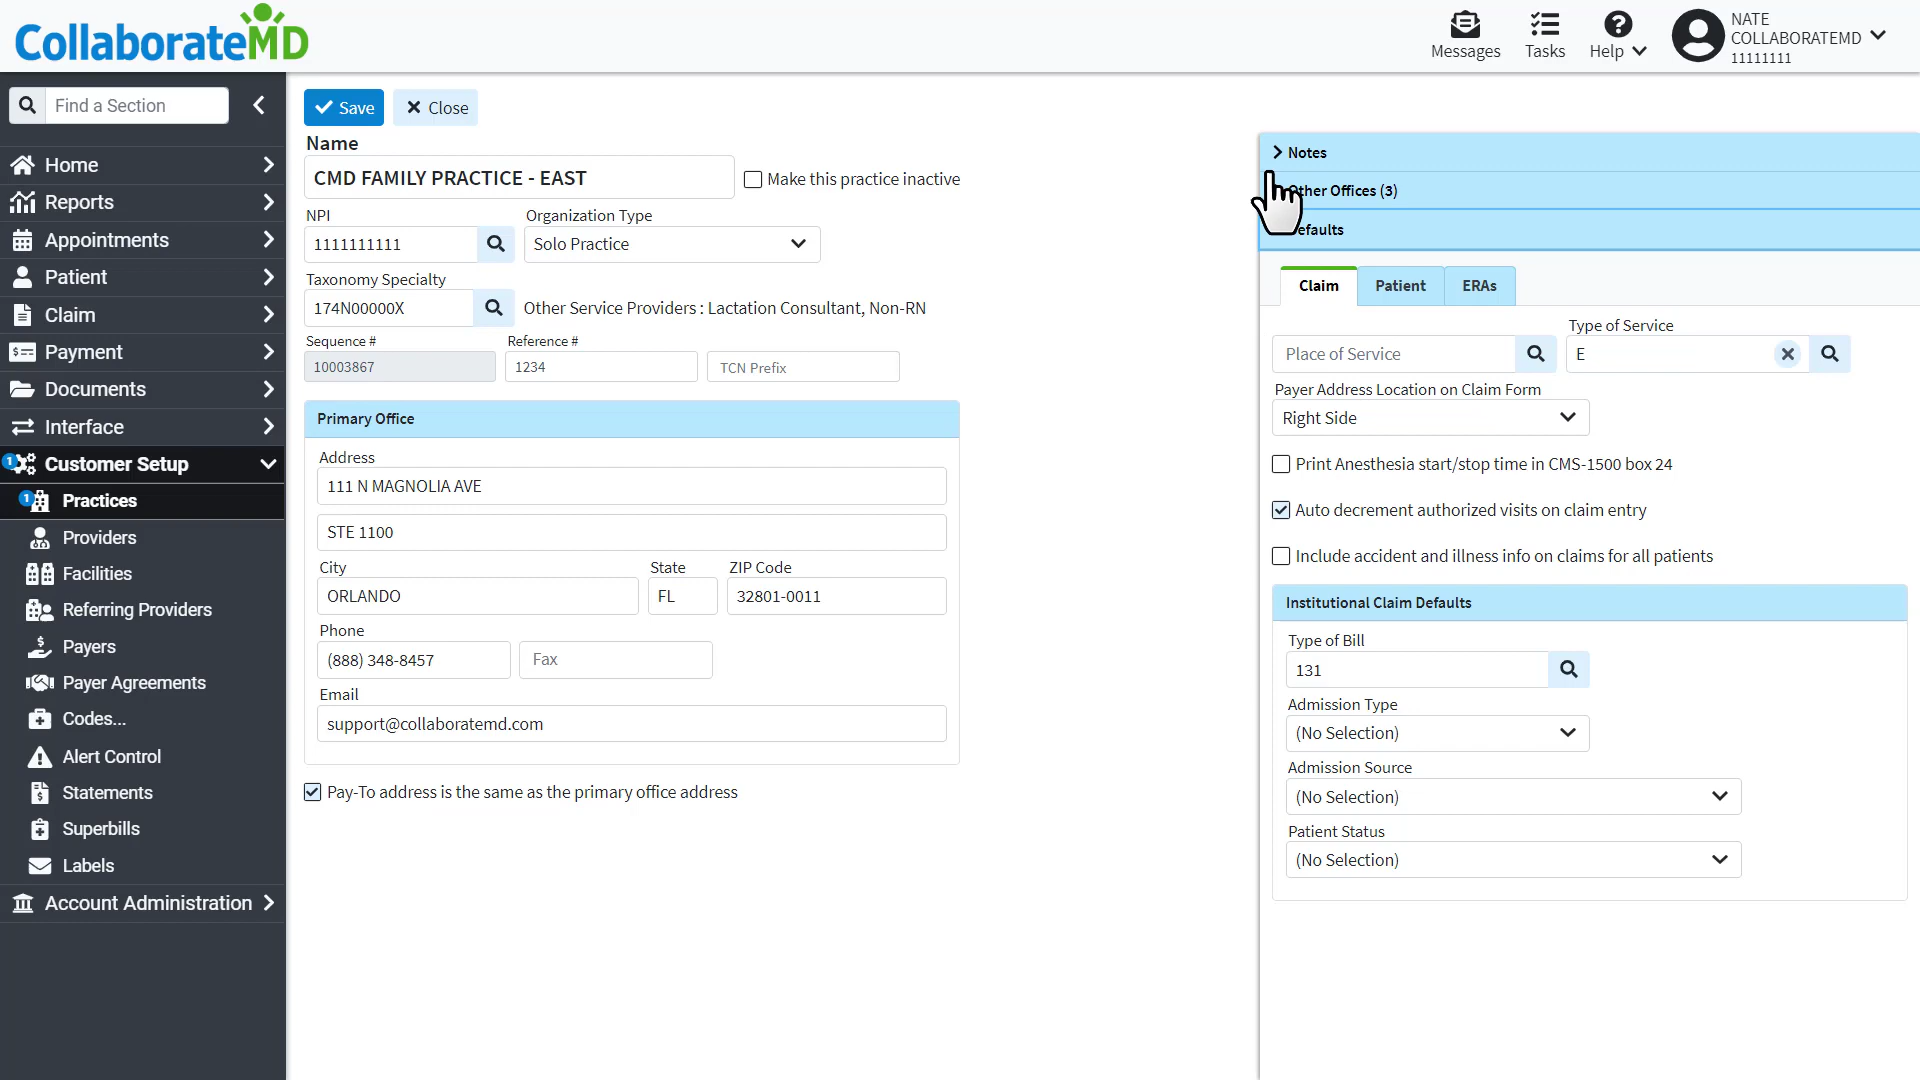 CollaborateMD
Messages
Tasks
Help
NATE
COLLABORATEMD
11111111
Find a Section
Home
Reports
Appointments
Patient
Claim
Payment
Documents
Interface
1
Customer Setup
1
Practices
Providers
Facilities
Referring Providers
Payers
Payer Agreements
Codes...
Alert Control
Statements
Superbills
Labels
Account Administration
Save
Close
Name
CMD FAMILY PRACTICE - EAST
Make this practice inactive
NPI
Organization Type
1111111111
Solo Practice
Taxonomy Specialty
174N00000X
Other Service Providers : Lactation Consultant, Non-RN
Sequence #
Reference #
10003867
1234
TCN Prefix
Primary Office
Address
111 N MAGNOLIA AVE
STE 1100
City
State
ZIP Code
ORLANDO
FL
32801-0011
Phone
(888) 348-8457
Fax
Email
support@collaboratemd.com
Pay-To address is the same as the primary office address
Notes
Other Offices (3)
Defaults
Claim
Patient
ERAs
Type of Service
Place of Service
E
Payer Address Location on Claim Form
Right Side
Print Anesthesia start/stop time in CMS-1500 box 24
Auto decrement authorized visits on claim entry
Include accident and illness info on claims for all patients
Institutional Claim Defaults
Type of Bill
131
Admission Type
(No Selection)
Admission Source
(No Selection)
Patient Status
(No Selection)